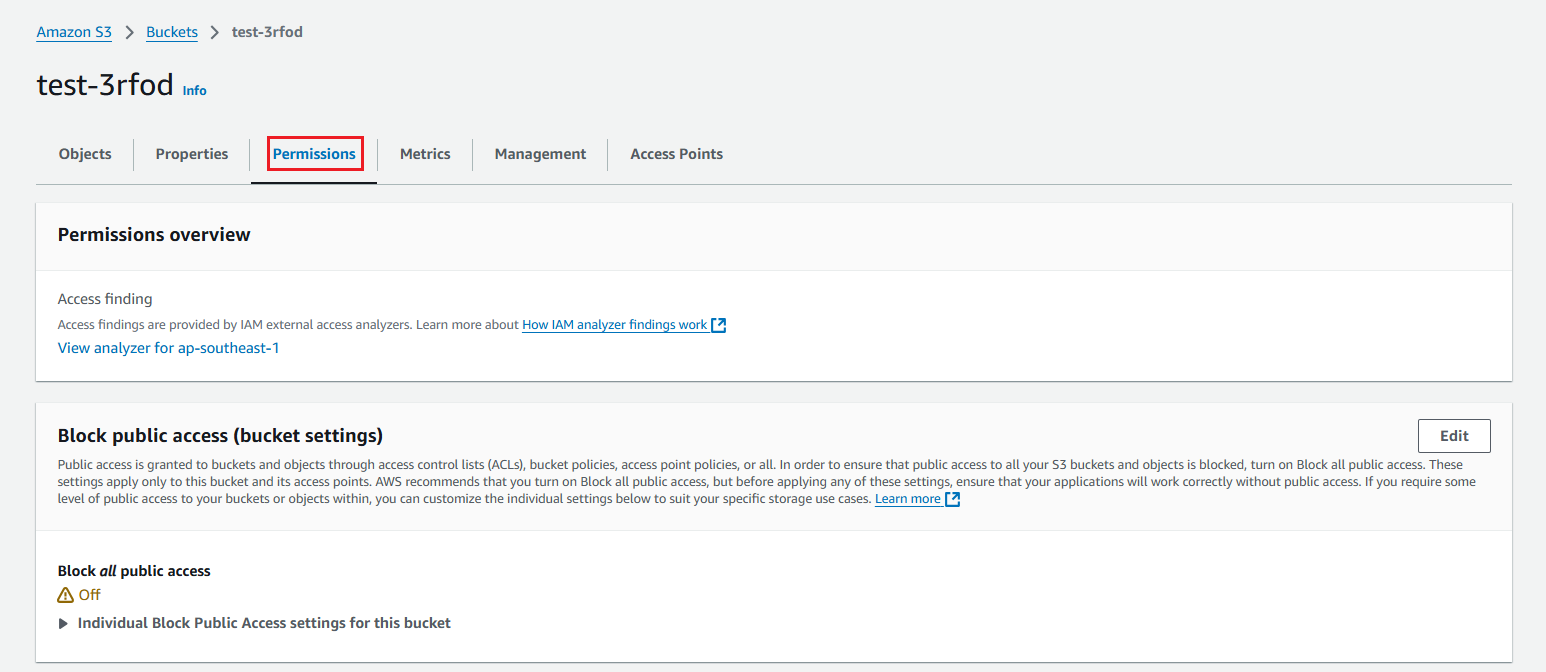 Amazon S3 > Buckets > test-3rfod
test-3rfod Info
Objects Properties Permissions Metrics Management Access Points
Permissions overview
Access finding
Access findings are provided by IAM external access analyzers. Learn more about How IAM analyzer findings work
View analyzer for ap-southeast-1
Block public access (bucket settings) Edit
Public access is granted to buckets and objects through access control lists (ACLs), bucket policies, access point policies, or all. In order to ensure that public access to all your S3 buckets and objects is blocked, turn on Block all public access. These
settings apply only to this bucket and its access points. AWS recommends that you turn on Block all public access, but before applying any of these settings, ensure that your applications will work correctly without public access. If you require some
level of public access to your buckets or objects within, you can customize the individual settings below to suit your specific storage use cases. Learn more
Block all public access
Off
Individual Block Public Access settings for this bucket